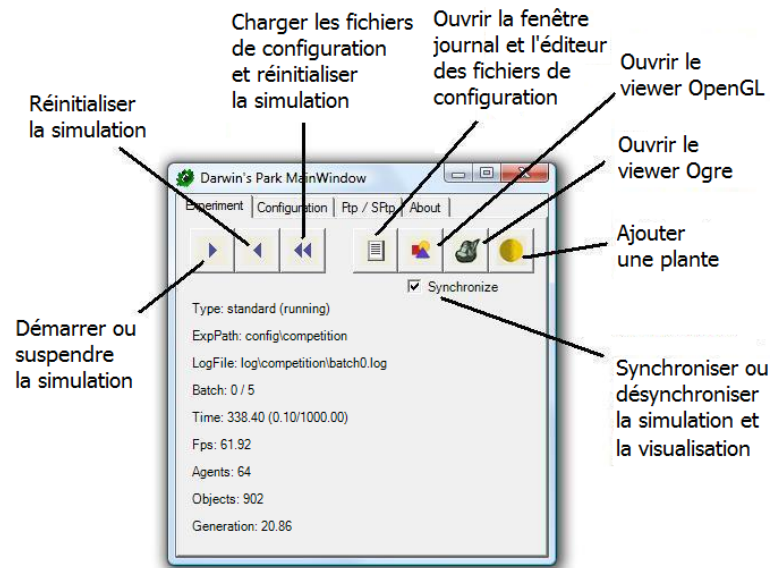 Charger les fichiers
de configuration
et réinitialiser
la simulation
Ouvrir la fenêtre
journal et l'éditeur
des fichiers de
configuration
Ouvrir le
viewer OpenGL
Réinitialiser
la simulation
Ouvrir le
viewer Ogre
Darwin's Park MainWindow
Experiment
Configuration
Ftp / SFtp
About
Ajouter
une plante
Synchronize
Démarrer ou
suspendre
la simulation
Type: standard (running)
ExpPath: config\competition
LogFile: log\competition\batch0.log
Batch: 0 / 5
Time: 338.40 (0.10/1000.00)
Fps: 61.92
Agents: 64
Objects: 902
Generation: 20.86
Synchroniser ou
désynchroniser
la simulation et
la visualisation